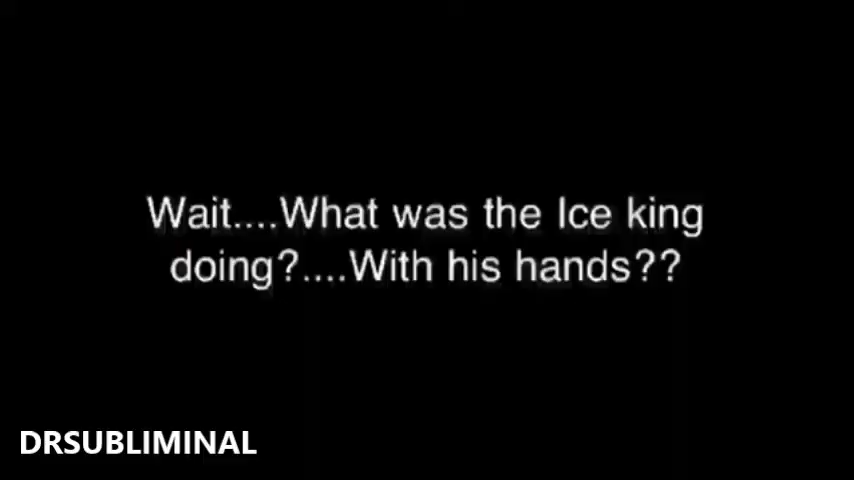 Wait....What was the Ice king
doing?....With his hands??
DRSUBLIMINAL